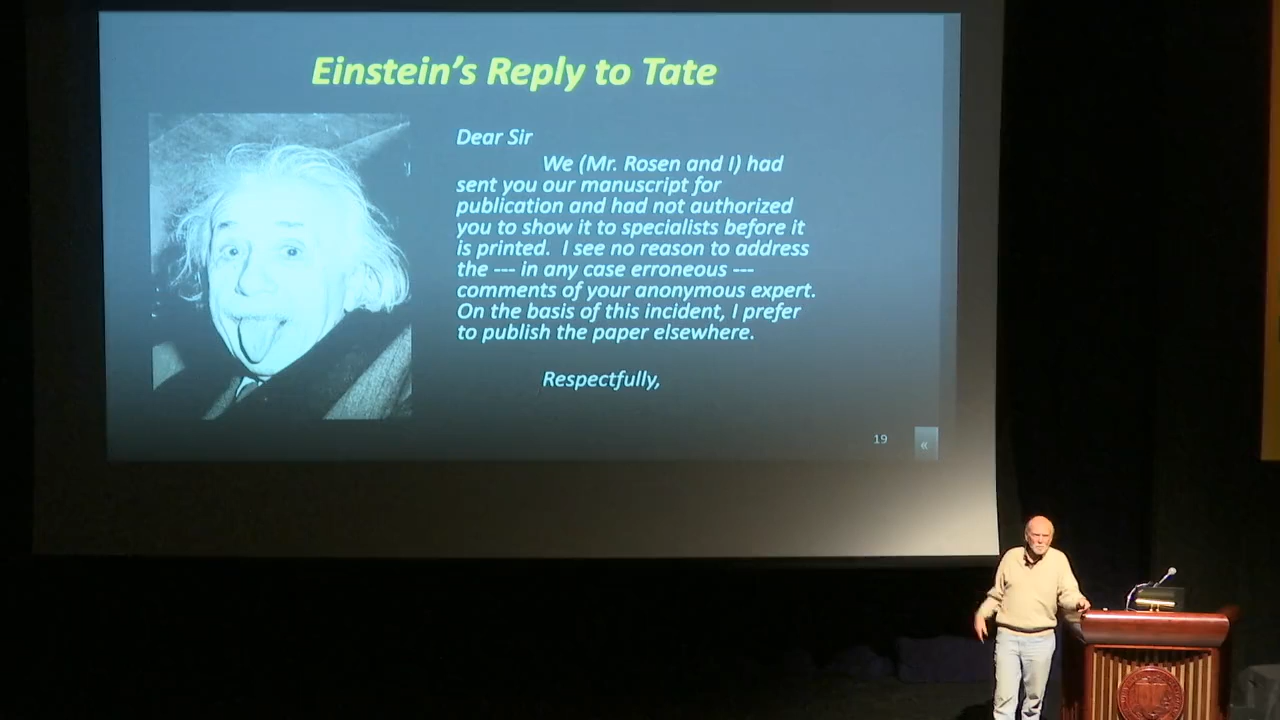 Einstein's Reply to Tate
Dear Sir
We (Mr. Rosen and I) had
sent you our manuscript for
publication and had not authorized
you to show it to specialists before it
is printed. I see no reason to address
the --- in any case erroneous ---
comments of your anonymous expert.
On the basis of this incident, I prefer
to publish the paper elsewhere.
Respectfully,
19
«